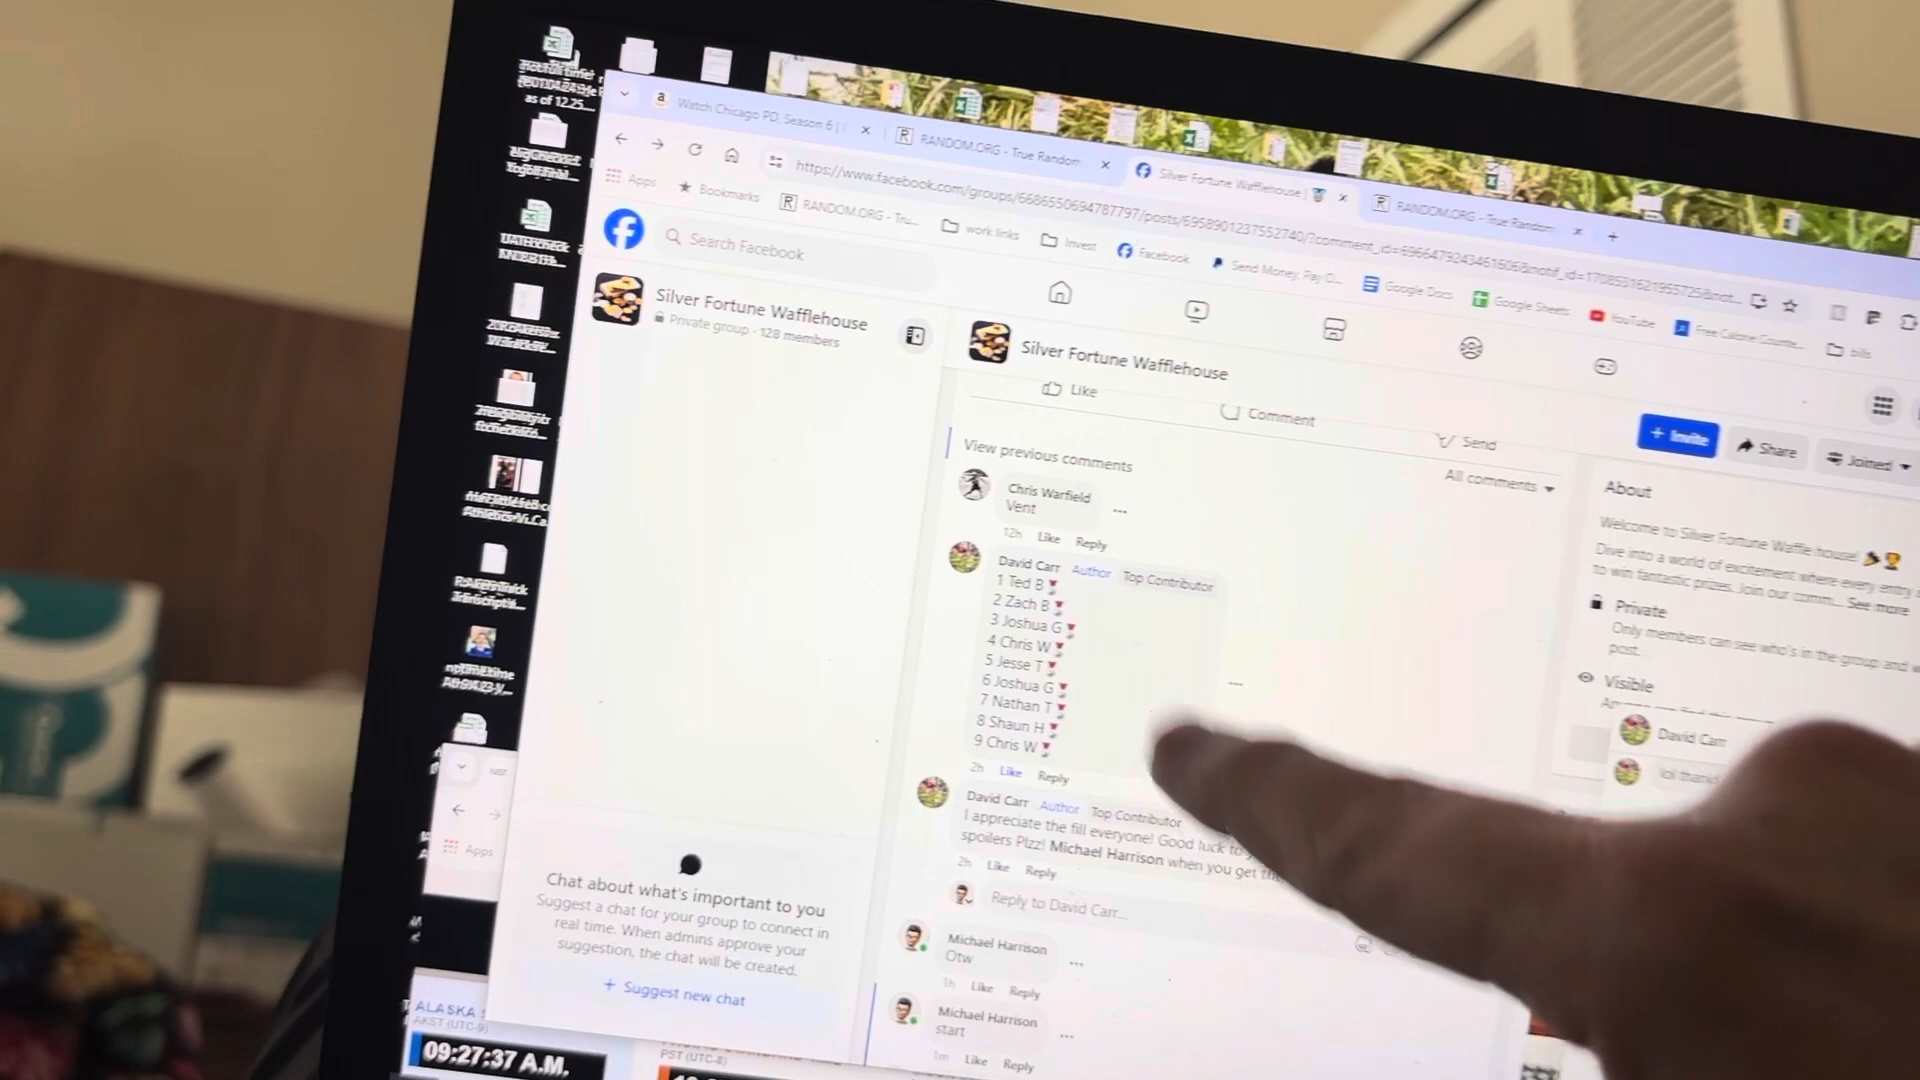 as of 12.25....
Watch Chicago PD, Season 6 |
RANDOM.ORG - True Random
Silver Fortune Wafflehouse |
RANDOM.ORG - True Random
https://www.facebook.com/groups/6686550694787797/posts/6958901237552740/?comment_id=
Apps
Bookmarks
RANDOM.ORG - Tru...
work links
Invest
Facebook
Send Money, Pay O...
Google Docs
Google Sheets
YouTube
Free Calorie Counte...
bills
Search Facebook
Silver Fortune Wafflehouse
Private group · 128 members
Silver Fortune Wafflehouse
Like
Comment
Send
+ Invite
Share
Joined
View previous comments
All comments
Chris Warfield
Vent
12h Like Reply
David Carr Author Top Contributor
1 Ted B
2 Zach B
3 Joshua G
4 Chris W
5 Jesse T
6 Joshua G
7 Nathan T
8 Shaun H
9 Chris W
2h Like Reply
David Carr Author Top Contributor
I appreciate the fill everyone! Good luck to
spoilers Plzz! Michael Harrison when you get
2h Like Reply
Reply to David Carr...
Michael Harrison
Otw
1h Like Reply
Michael Harrison
start
1m Like Reply
About
Welcome to Silver Fortune Waffle house!
Dive into a world of excitement where every entry
to win fantastic prizes. Join our comm... See more
Private
Only members can see who's in the group and
post.
Visible
David Carr
lol thank
Chat about what's important to you
Suggest a chat for your group to connect in
real time. When admins approve your
suggestion, the chat will be created.
+ Suggest new chat
Apps
ALASKA
AKST (UTC-9)
09:27:37 A.M.
PST (UTC-8)